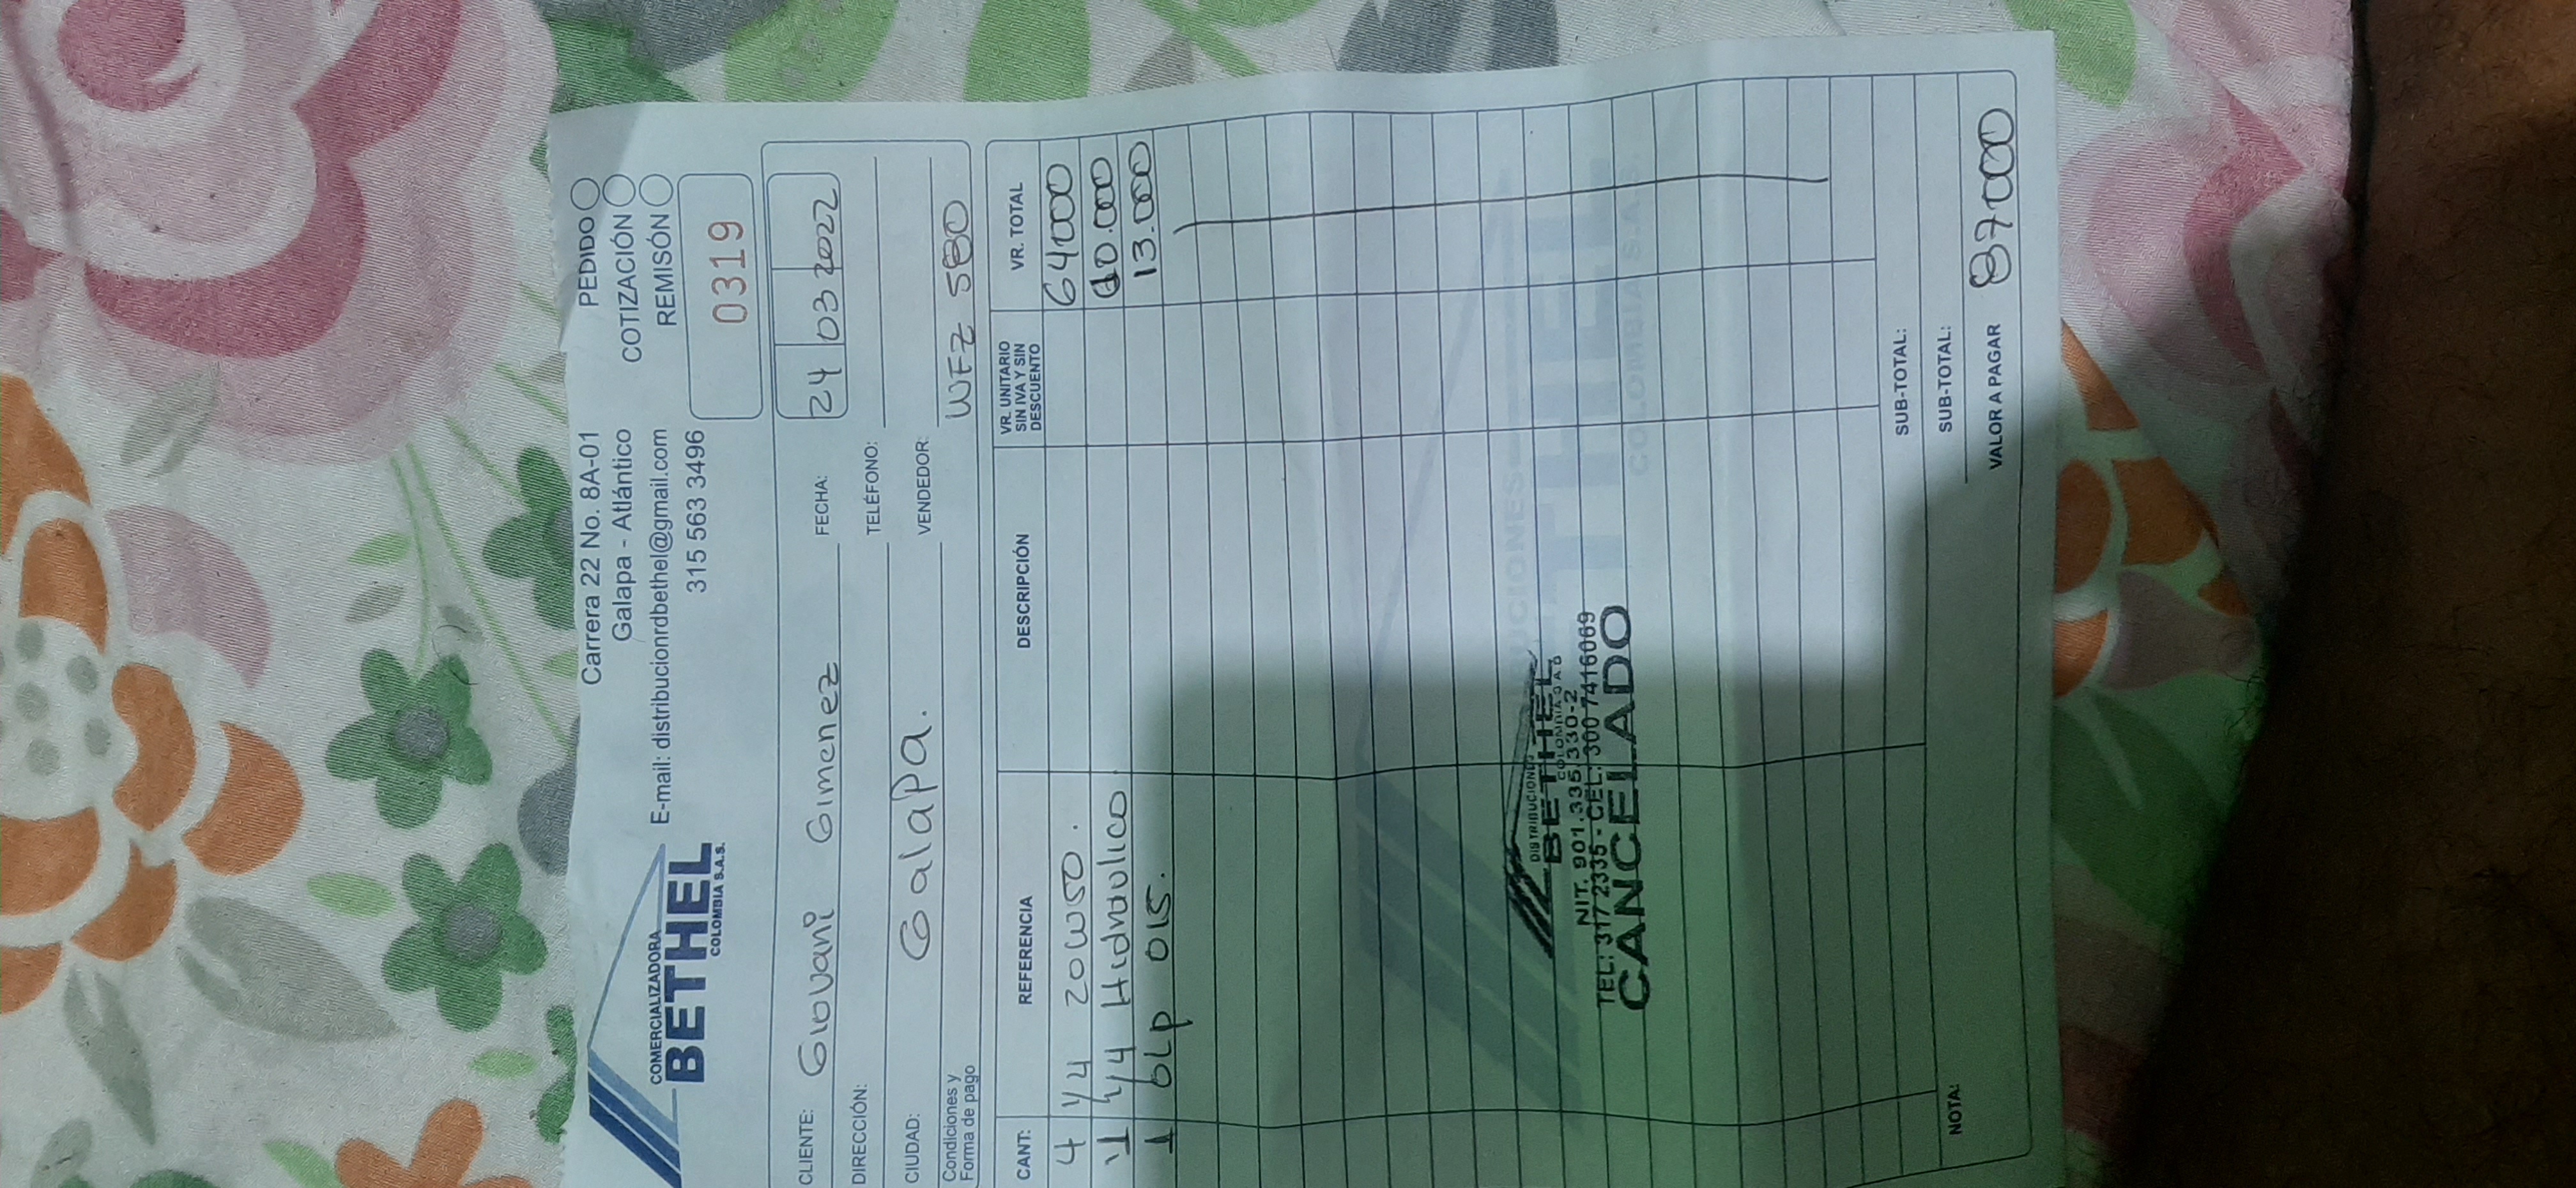 COMERCIALIZADORA
BETHEL
COLOMBIA S.A.S.
Carrera 22 No. 8A-01
Galapa - Atlántico
E-mail: distribucionrdbethel@gmail.com
315 563 3496
PEDIDO
COTIZACIÓN
REMISÓN
0319
CLIENTE: Giovani Gimenez
FECHA: 24 03 2022
DIRECCIÓN:
TELÉFONO:
CIUDAD: Galapa.
VENDEDOR:
Condiciones y
Forma de pago
WFZ 580
CANT: REFERENCIA DESCRIPCIÓN VR. UNITARIO SIN IVA Y SIN DESCUENTO VR. TOTAL
4 1/4 20W50. 64000
1 1/4 Hidraulico 10.000
1 OLP 015. 13.000
DISTRIBUCIONES
BETHEL
COLOMBIA S.A.S.
DISTRIBUCIONES
BETHEL
NIT. 901.335.330-2
TEL: 317 2335 - CEL: 300 7416069
CANCELADO
SUB-TOTAL:
SUB-TOTAL:
NOTA:
VALOR A PAGAR 87000